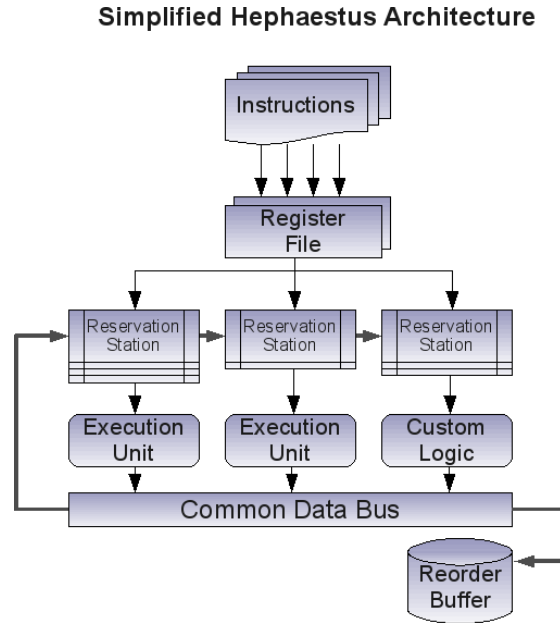 Simplified Hephaestus Architecture
Instructions
Register
File
Reservation
Station
Reservation
Station
Reservation
Station
Execution
Unit
Execution
Unit
Custom
Logic
Common Data Bus
Reorder
Buffer